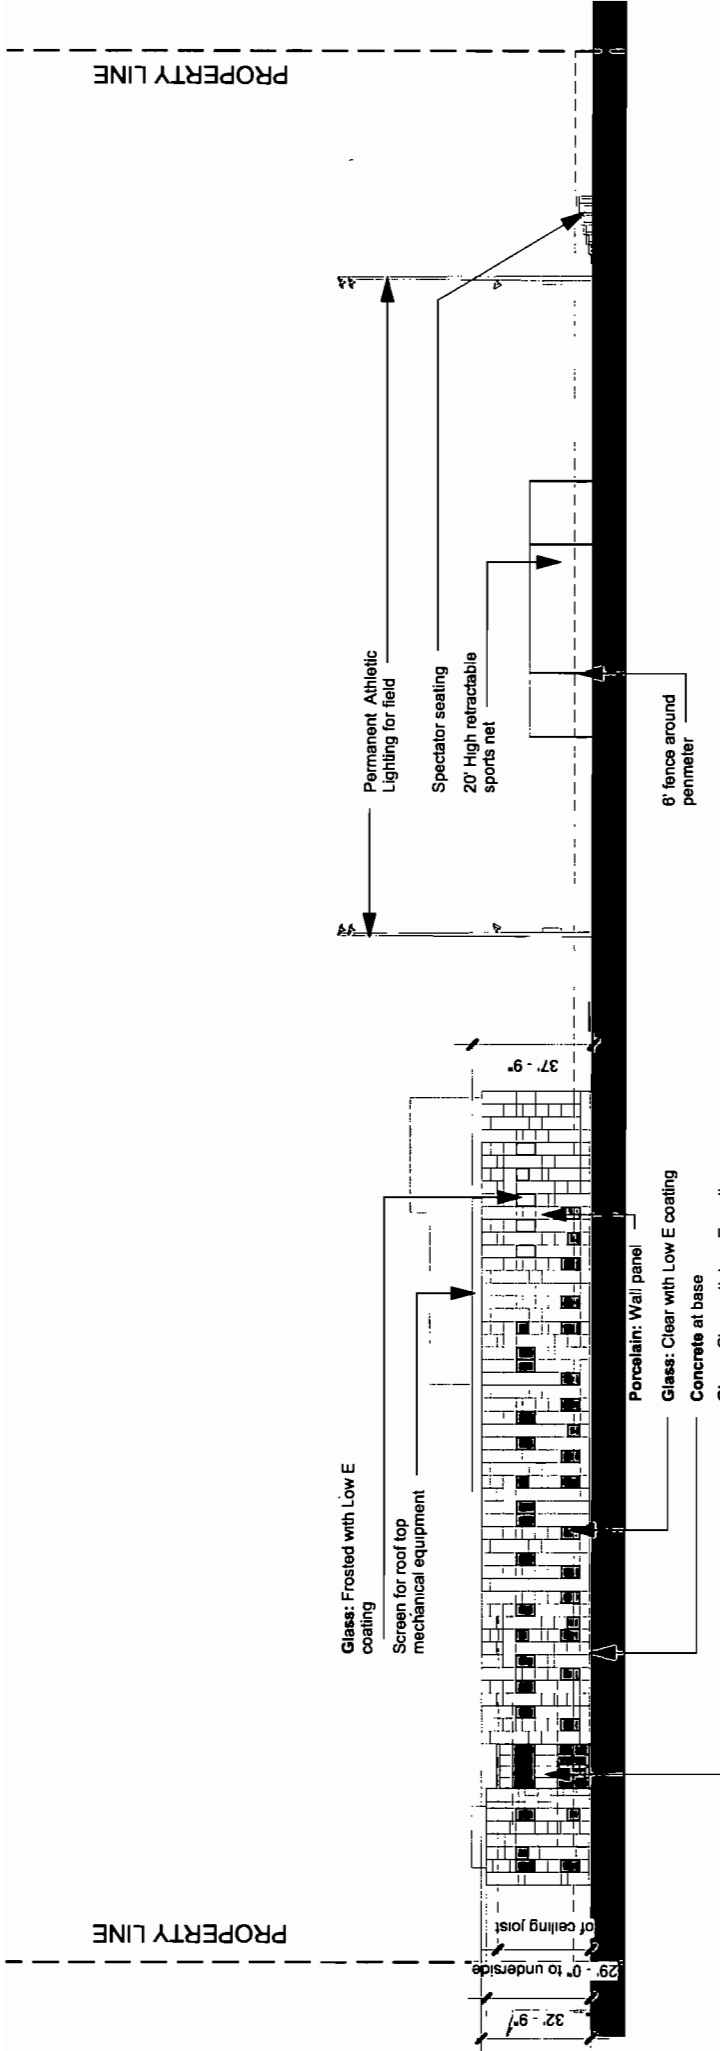 PROPERTY LINE
PROPERTY LINE
Glass: Frosted with Low E
coating
Screen for roof top
mechanical equipment
Permanent Athletic
Lighting for field
Spectator seating
20' High retractable
sports net
37' - 9"
32' - 9"
29' - 0" to underside
of ceiling joist
6' fence around
penmeter
Porcelain: Wall panel
Glass: Clear with Low E coating
Concrete at base